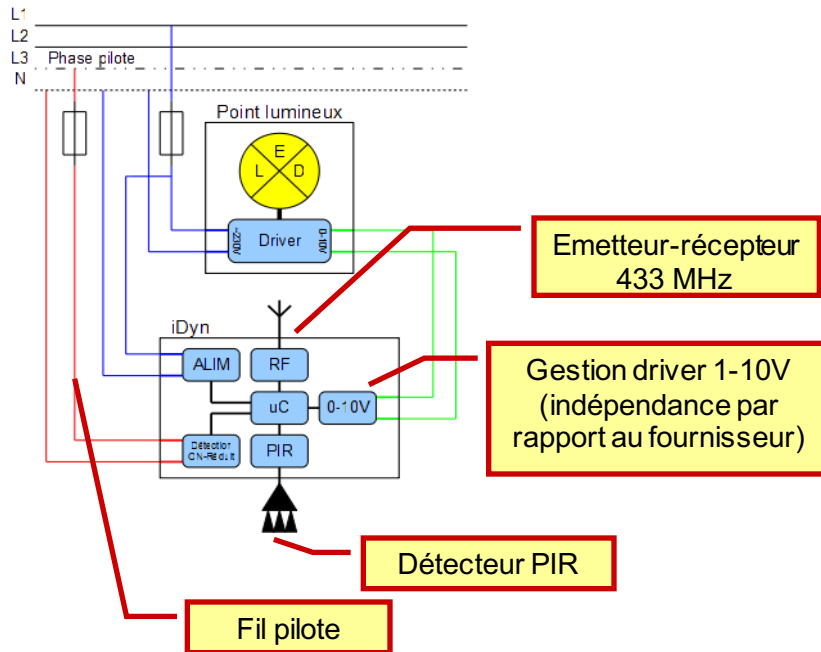 L1
L2
L3 Phase pilote
N
Point lumineux
E
L D
~230V Driver 0-10V
Emetteur-récepteur
433 MHz
iDyn
ALIM RF
uC 0-10V
Détection
ON-Réduit
PIR
Gestion driver 1-10V
(indépendance par
rapport au fournisseur)
Détecteur PIR
Fil pilote